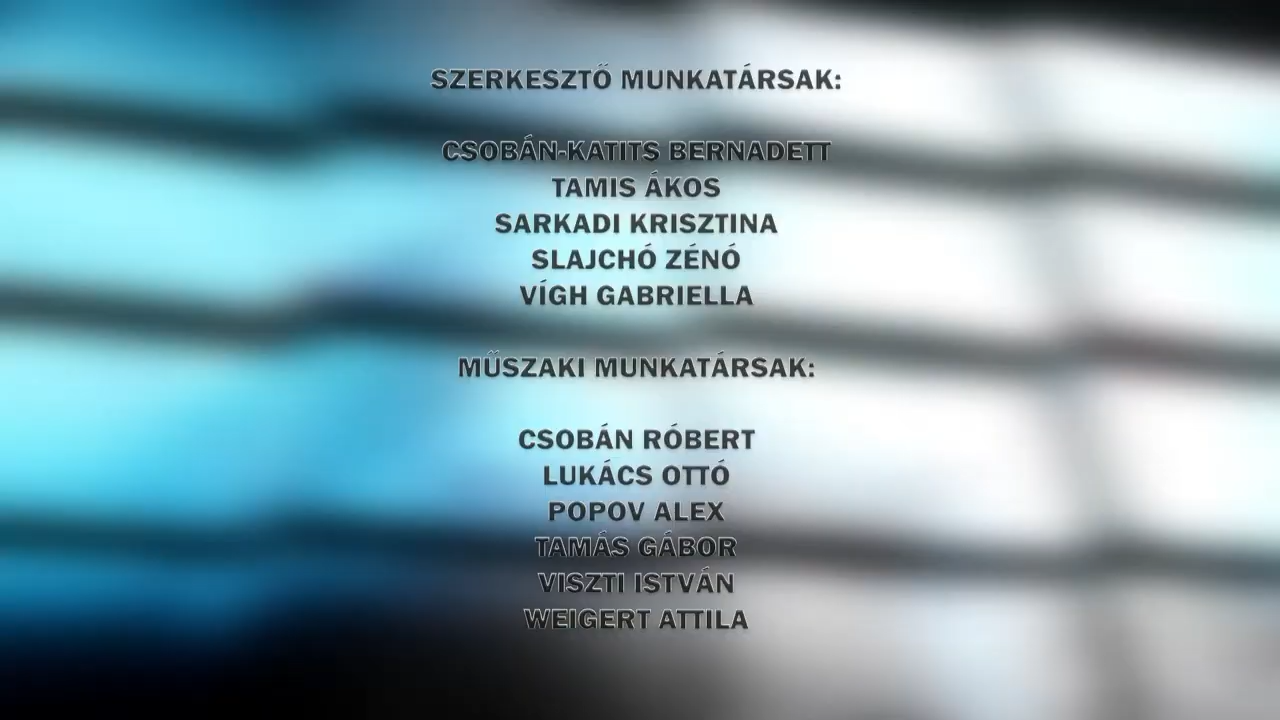 SZERKESZTŐ MUNKATÁRSAK:
CSOBÁN-KATITS BERNADETT
TAMIS ÁKOS
SARKADI KRISZTINA
SLAJCHÓ ZÉNÓ
VÍGH GABRIELLA
MŰSZAKI MUNKATÁRSAK:
CSOBÁN RÓBERT
LUKÁCS OTTÓ
POPOV ALEX
TAMÁS GÁBOR
VISZTI ISTVÁN
WEIGERT ATTILA